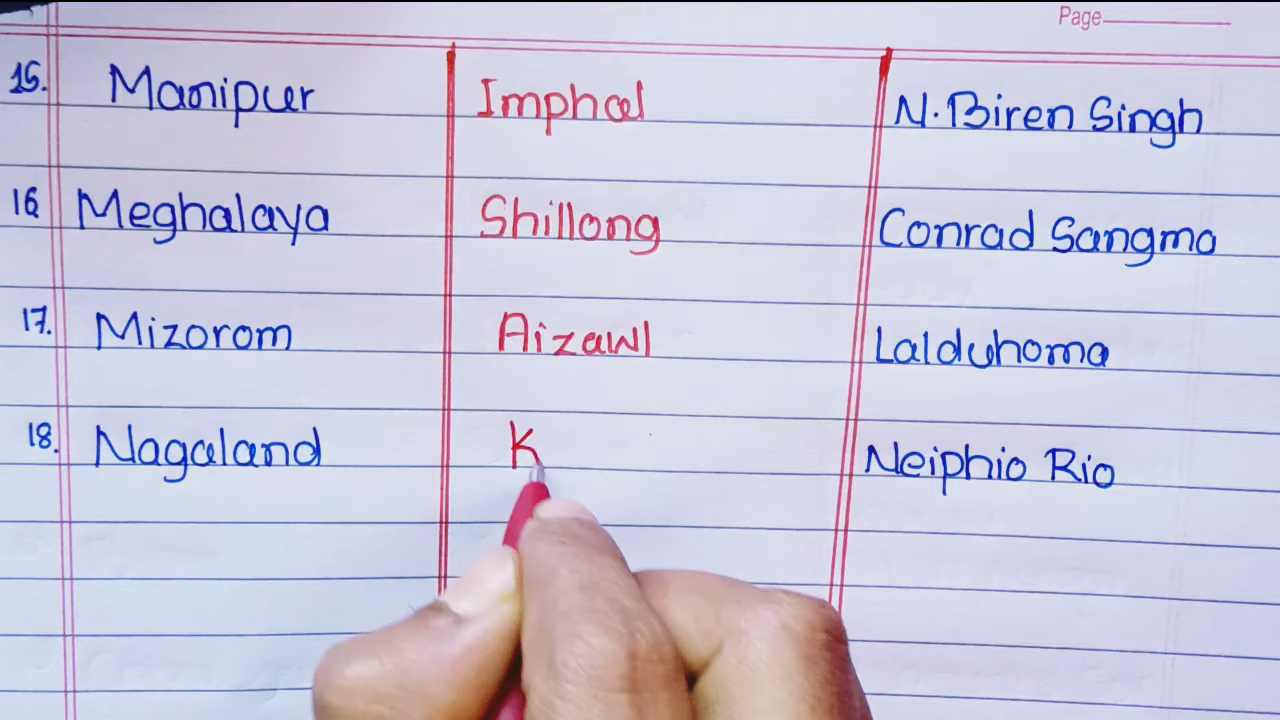 Page
15. Manipur Imphal N. Biren Singh
16 Meghalaya Shillong Conrad Sangma
17. Mizorom Aizawl Lalduhoma
18. Nagaland K Neiphio Rio